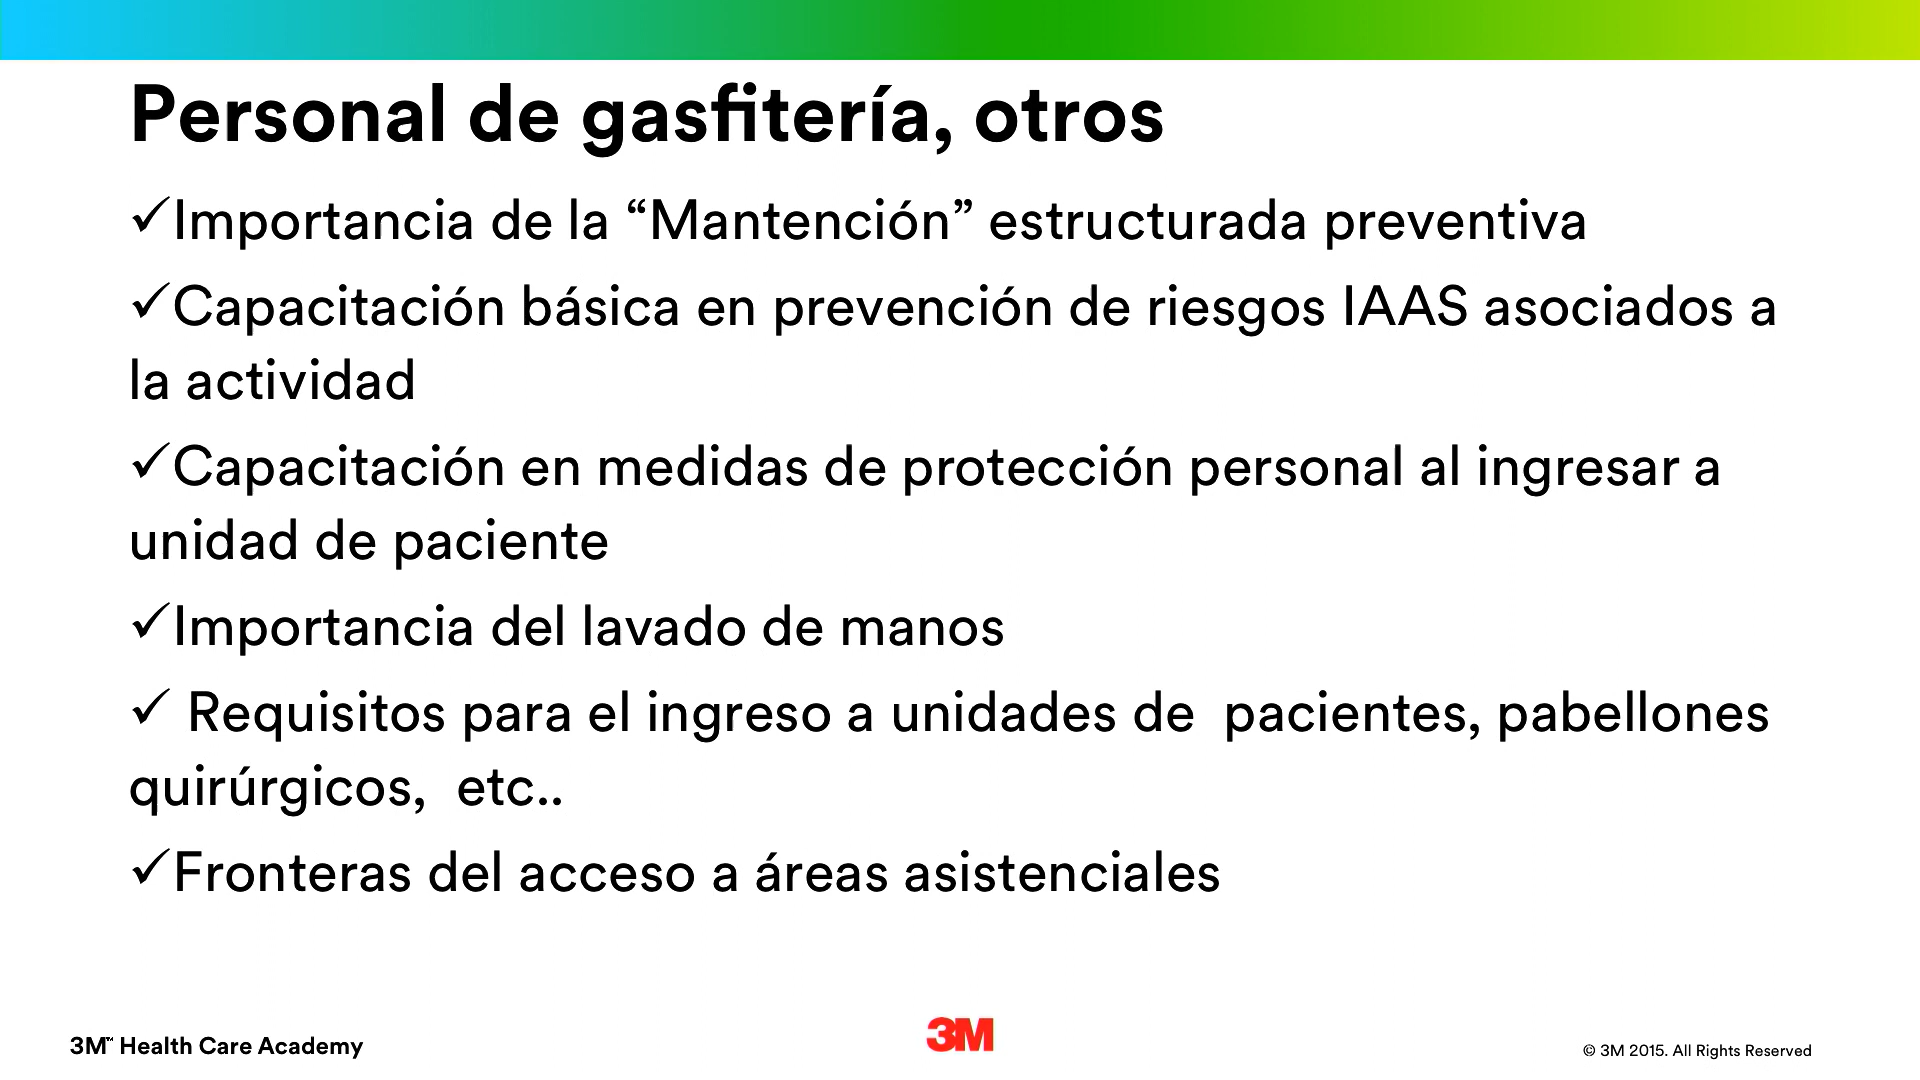 Personal de gasfitería, otros
✓Importancia de la “Mantención” estructurada preventiva
✓Capacitación básica en prevención de riesgos IAAS asociados a
la actividad
✓Capacitación en medidas de protección personal al ingresar a
unidad de paciente
✓Importancia del lavado de manos
✓ Requisitos para el ingreso a unidades de  pacientes, pabellones
quirúrgicos,  etc..
✓Fronteras del acceso a áreas asistenciales
3M™ Health Care Academy
3M
© 3M 2015. All Rights Reserved